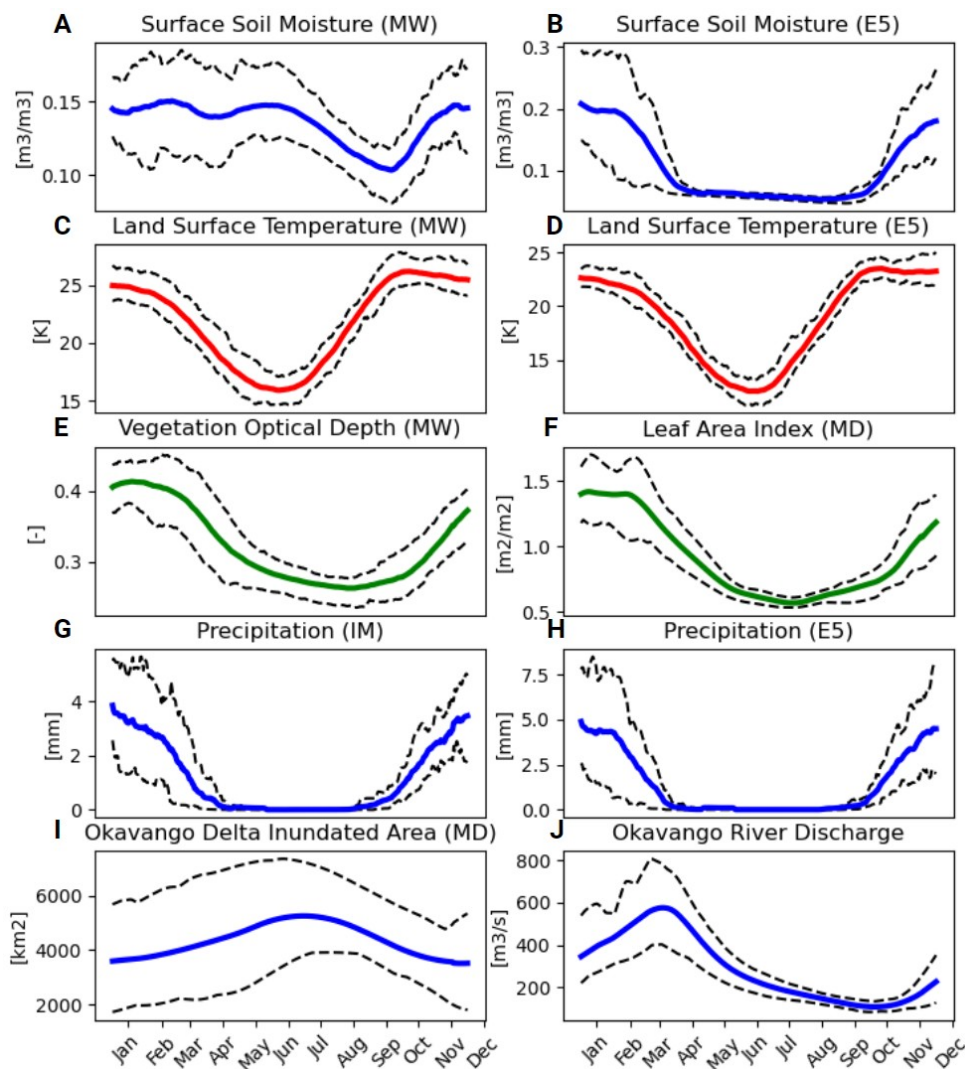 A Surface Soil Moisture (MW)
B Surface Soil Moisture (E5)
[m3/m3]
0.15
0.10
[m3/m3]
0.3
0.2
0.1
C Land Surface Temperature (MW)
D Land Surface Temperature (E5)
[K]
25
20
15
[K]
25
20
15
E Vegetation Optical Depth (MW)
F Leaf Area Index (MD)
[-]
0.4
0.3
[m2/m2]
1.5
1.0
0.5
G Precipitation (IM)
H Precipitation (E5)
[mm]
4
2
0
[mm]
7.5
5.0
2.5
0.0
I Okavango Delta Inundated Area (MD)
J Okavango River Discharge
[km2]
6000
4000
2000
[m3/s]
800
600
400
200
Jan Feb Mar Apr May Jun Jul Aug Sep Oct Nov Dec
Jan Feb Mar Apr May Jun Jul Aug Sep Oct Nov Dec